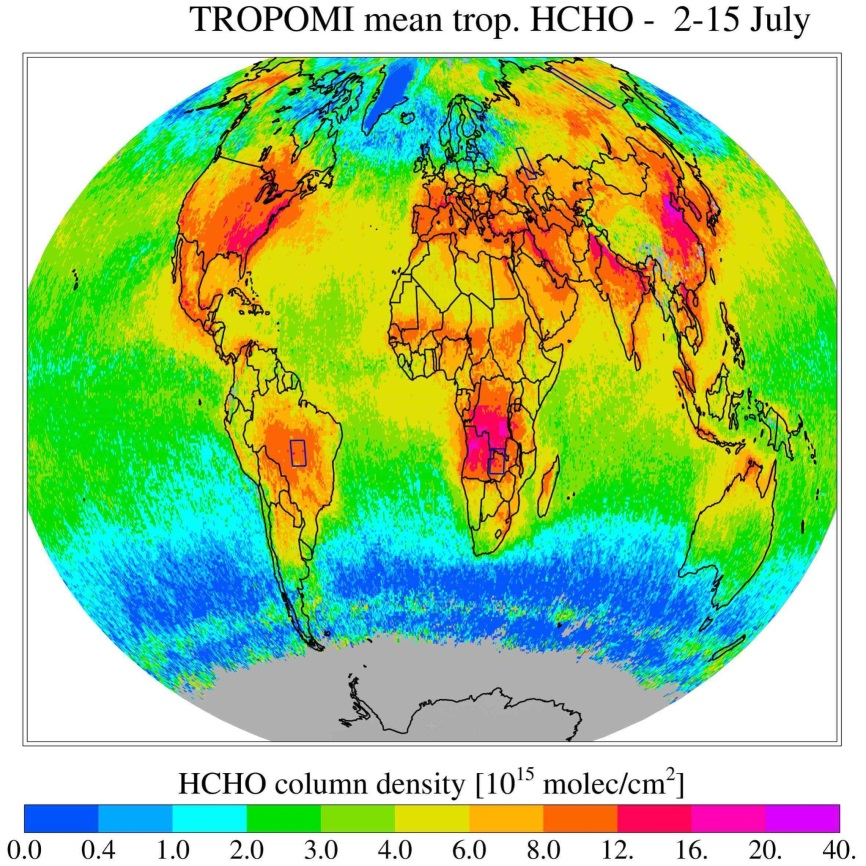 TROPOMI mean trop. HCHO - 2-15 July
HCHO column density [10¹⁵ molec/cm²]
0.0 0.4 1.0 2.0 3.0 4.0 6.0 8.0 12. 16. 20. 40.